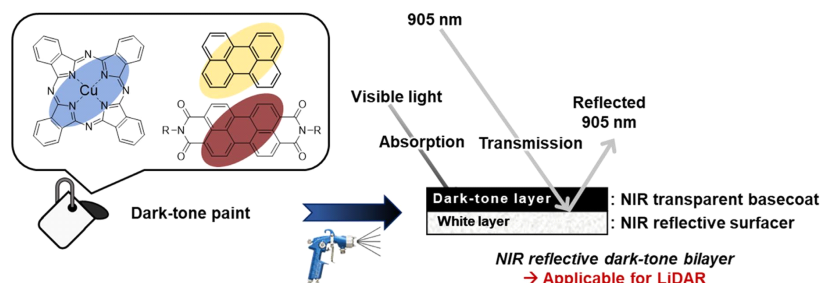 905 nm
Visible light
Reflected
905 nm
Absorption
Transmission
N
N
N
N
Cu
N
N
N
N
O
O
R-N
N-R
O
O
Dark-tone paint
Dark-tone layer
: NIR transparent basecoat
White layer
: NIR reflective surfacer
NIR reflective dark-tone bilayer
→ Applicable for LiDAR